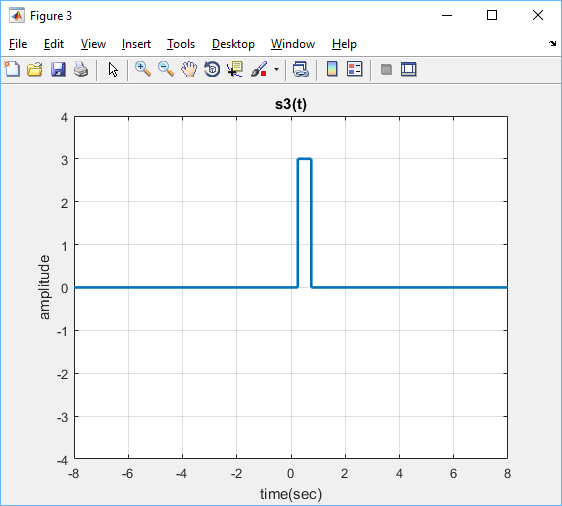 Figure 3
File Edit View Insert Tools Desktop Window Help
s3(t)
4
3
2
1
0
-1
-2
-3
-4
amplitude
-8 -6 -4 -2 0 2 4 6 8
time(sec)